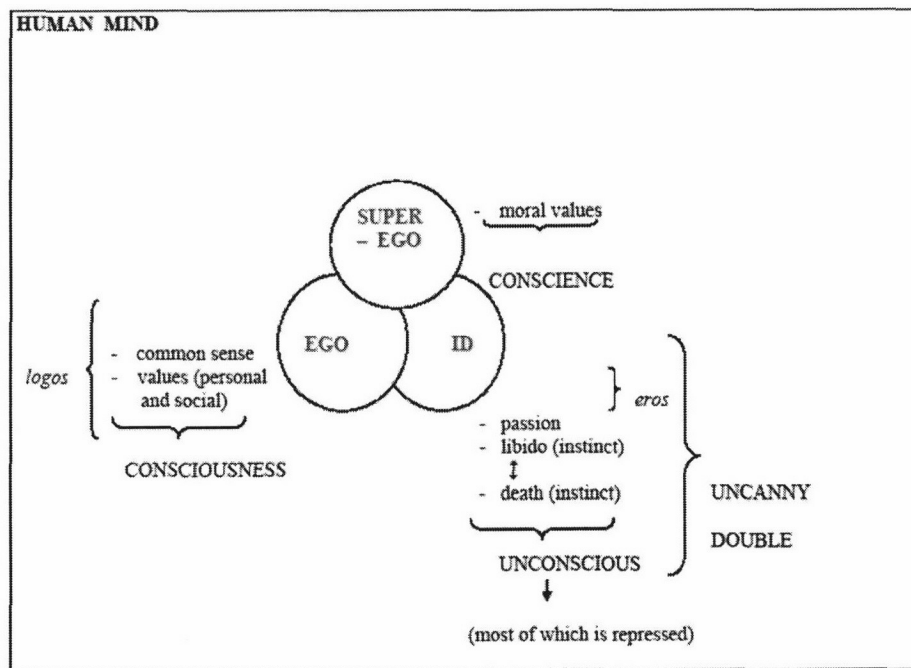 HUMAN MIND
SUPER
– EGO
- moral values
CONSCIENCE
EGO
ID
logos
- common sense
- values (personal
and social)
CONSCIOUSNESS
eros
- passion
- libido (instinct)
↕
- death (instinct)
UNCANNY
DOUBLE
UNCONSCIOUS
(most of which is repressed)